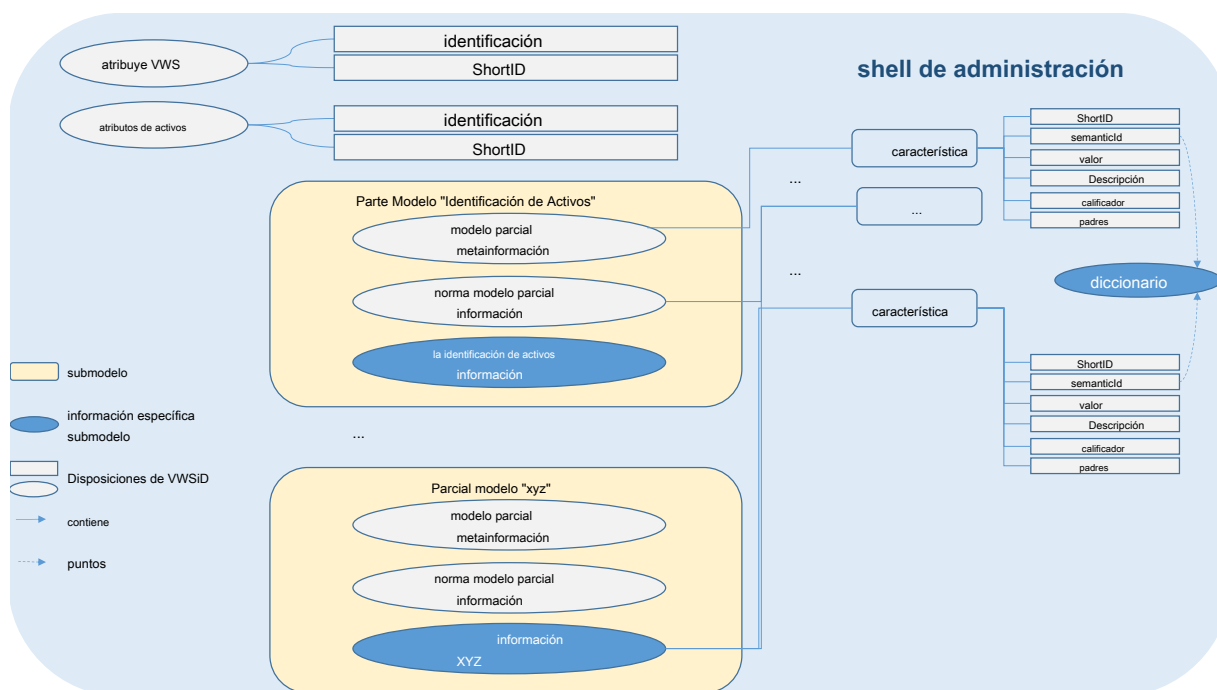 atribuye VWS
identificación
ShortID
shell de administración
atributos de activos
identificación
ShortID
Parte Modelo "Identificación de Activos"
modelo parcial
metainformación
norma modelo parcial
información
la identificación de activos
información
...
Parcial modelo "xyz"
modelo parcial
metainformación
norma modelo parcial
información
información
XYZ
...
...
característica
...
característica
ShortID
semanticId
valor
Descripción
calificador
padres
diccionario
ShortID
semanticId
valor
Descripción
calificador
padres
submodelo
información específica
submodelo
Disposiciones de VWSiD
contiene
puntos